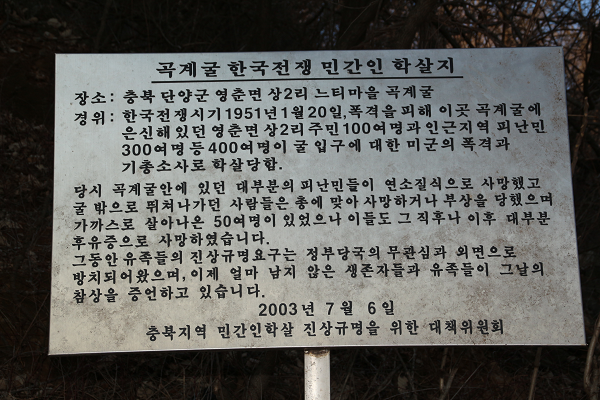 곡계굴 한국전쟁 민간인 학살지
장소: 충북 단양군 영춘면 상2리 느티마을 곡계굴
경위: 한국전쟁시기 1951년 1월 20일, 폭격을 피해 이곳 곡계굴에
은신해 있던 영춘면 상2리 주민 100여명과 인근지역 피난민
300여명 등 400여명이 굴 입구에 대한 미군의 폭격과
기총소사로 학살당함.
당시 곡계굴안에 있던 대부분의 피난민들이 연소질식으로 사망했고
굴 밖으로 뛰쳐나가던 사람들은 총에 맞아 사망하거나 부상을 당했으며
가까스로 살아나온 50여명이 있었으나 이들도 그 직후나 이후 대부분
후유증으로 사망하였습니다.
그동안 유족들의 진상규명요구는 정부당국의 무관심과 외면으로
방치되어왔으며, 이제 얼마 남지 않은 생존자들과 유족들이 그날의
참상을 증언하고 있습니다.
2003년 7월 6일
충북지역 민간인학살 진상규명을 위한 대책위원회